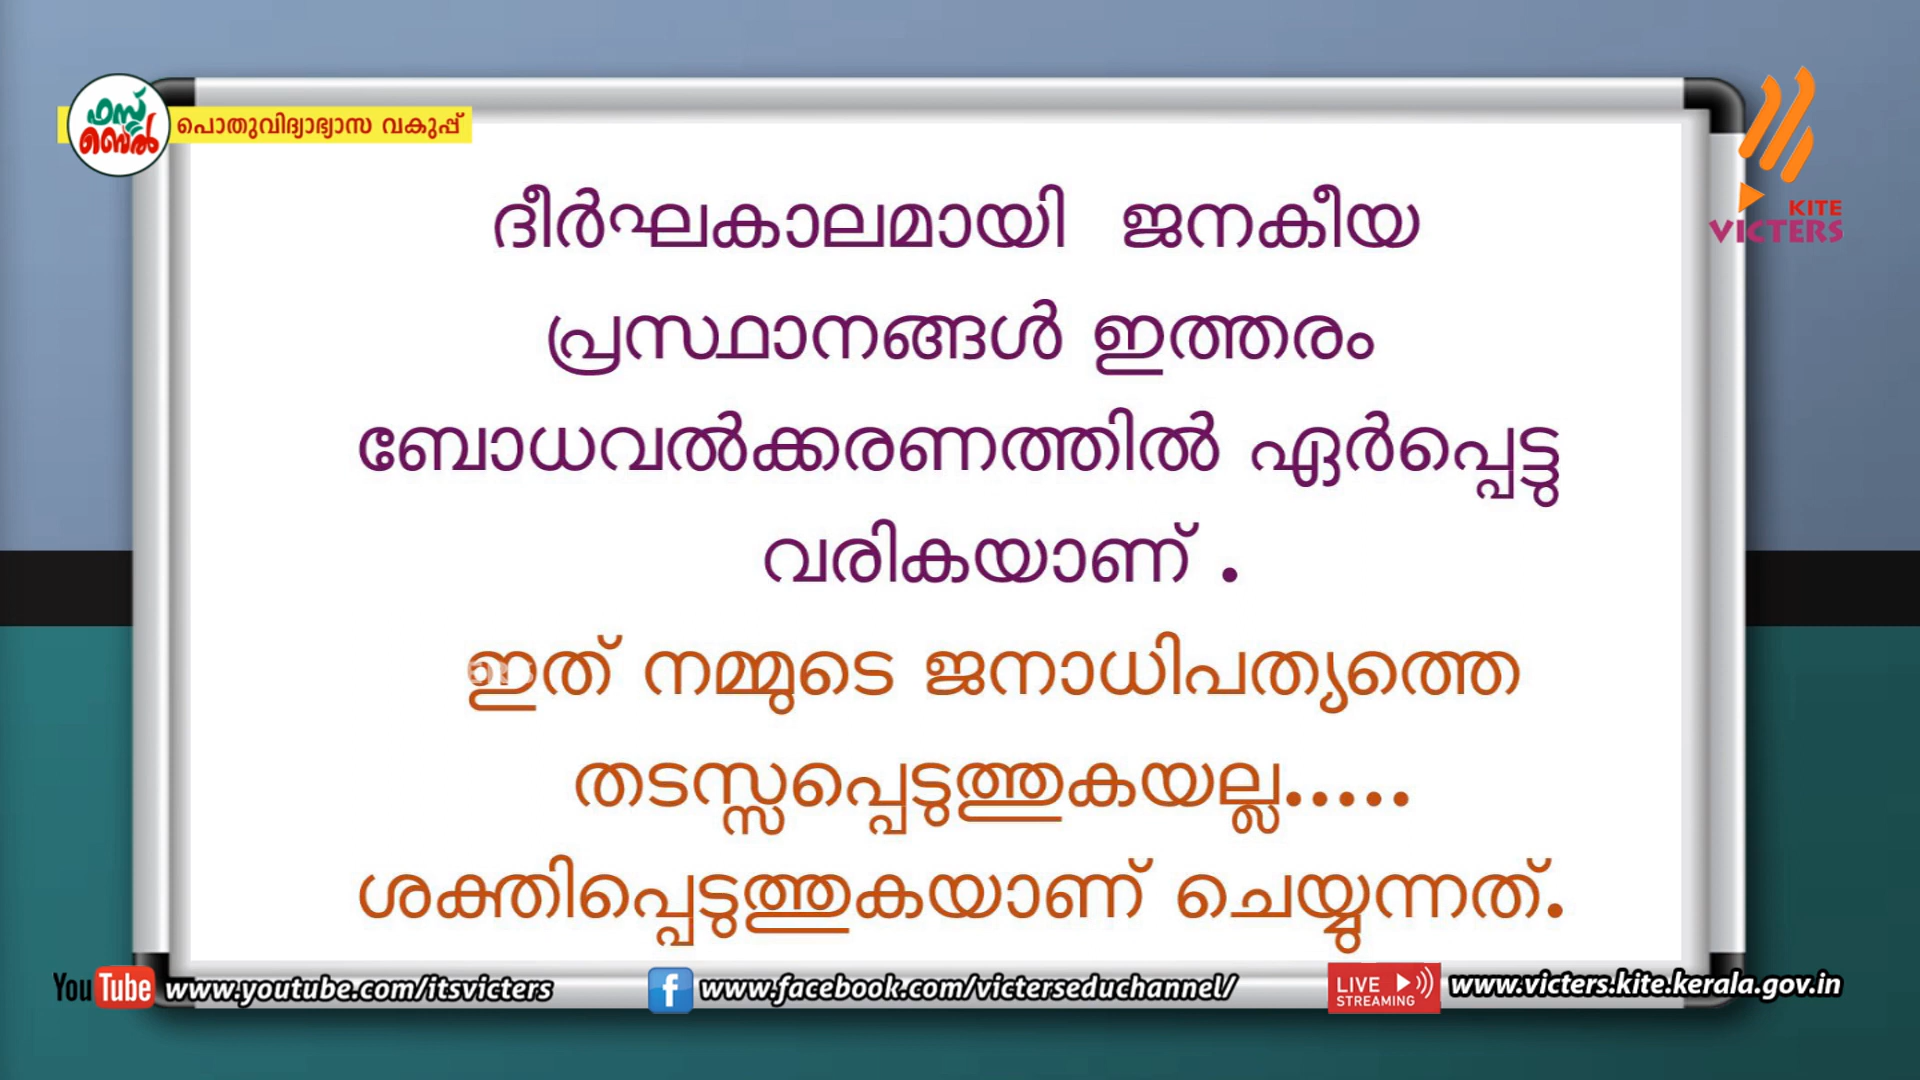 ഫസ്റ്റ്
ബെൽ
പൊതുവിദ്യാഭ്യാസ വകുപ്പ്
KITE
VICTERS
ദീർഘകാലമായി ജനകീയ
പ്രസ്ഥാനങ്ങൾ ഇത്തരം
ബോധവൽക്കരണത്തിൽ ഏർപ്പെട്ടു
വരികയാണ് .
ഇത് നമ്മുടെ ജനാധിപത്യത്തെ
തടസ്സപ്പെടുത്തുകയല്ല.....
ശക്തിപ്പെടുത്തുകയാണ് ചെയ്യുന്നത്.
YouTube www.youtube.com/itsvicters
f www.facebook.com/victerseduchannel/
LIVE STREAMING www.victers.kite.kerala.gov.in